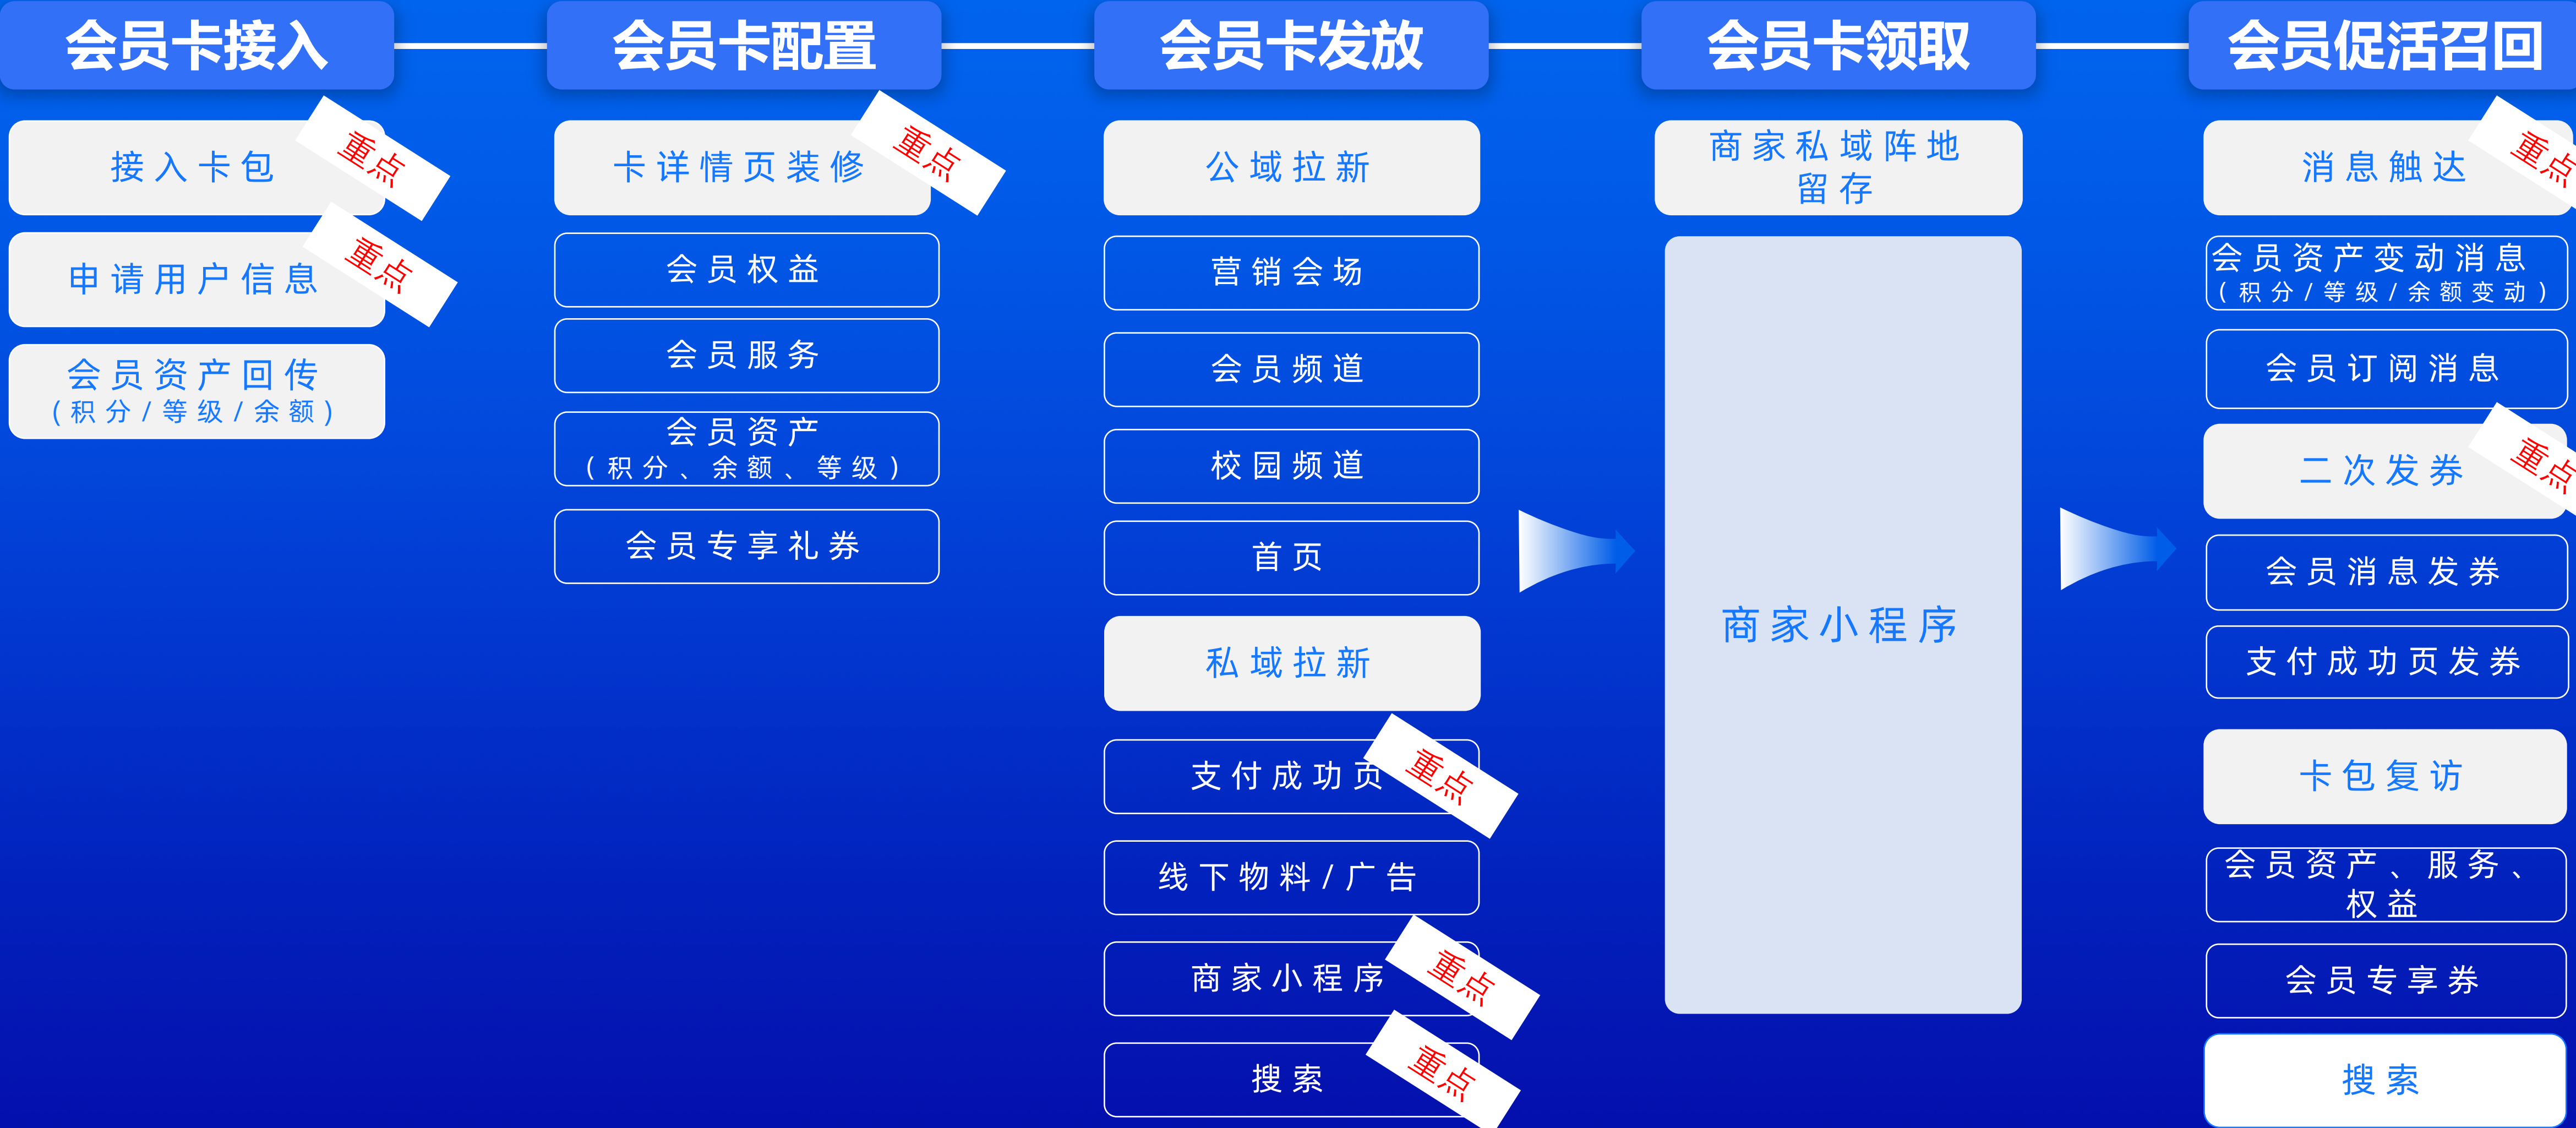 会员卡接入
接入卡包
重点
申请用户信息
重点
会员资产回传
(积分/等级/余额)
会员卡配置
卡详情页装修
重点
会员权益
会员服务
会员资产
(积分、余额、等级)
会员专享礼券
会员卡发放
公域拉新
营销会场
会员频道
校园频道
首页
私域拉新
支付成功页
重点
线下物料/广告
商家小程序
重点
搜索
重点
会员卡领取
商家私域阵地
留存
商家小程序
会员促活召回
消息触达
重点
会员资产变动消息
(积分/等级/余额变动)
会员订阅消息
二次发券
重点
会员消息发券
支付成功页发券
卡包复访
会员资产、服务、
权益
会员专享券
搜索